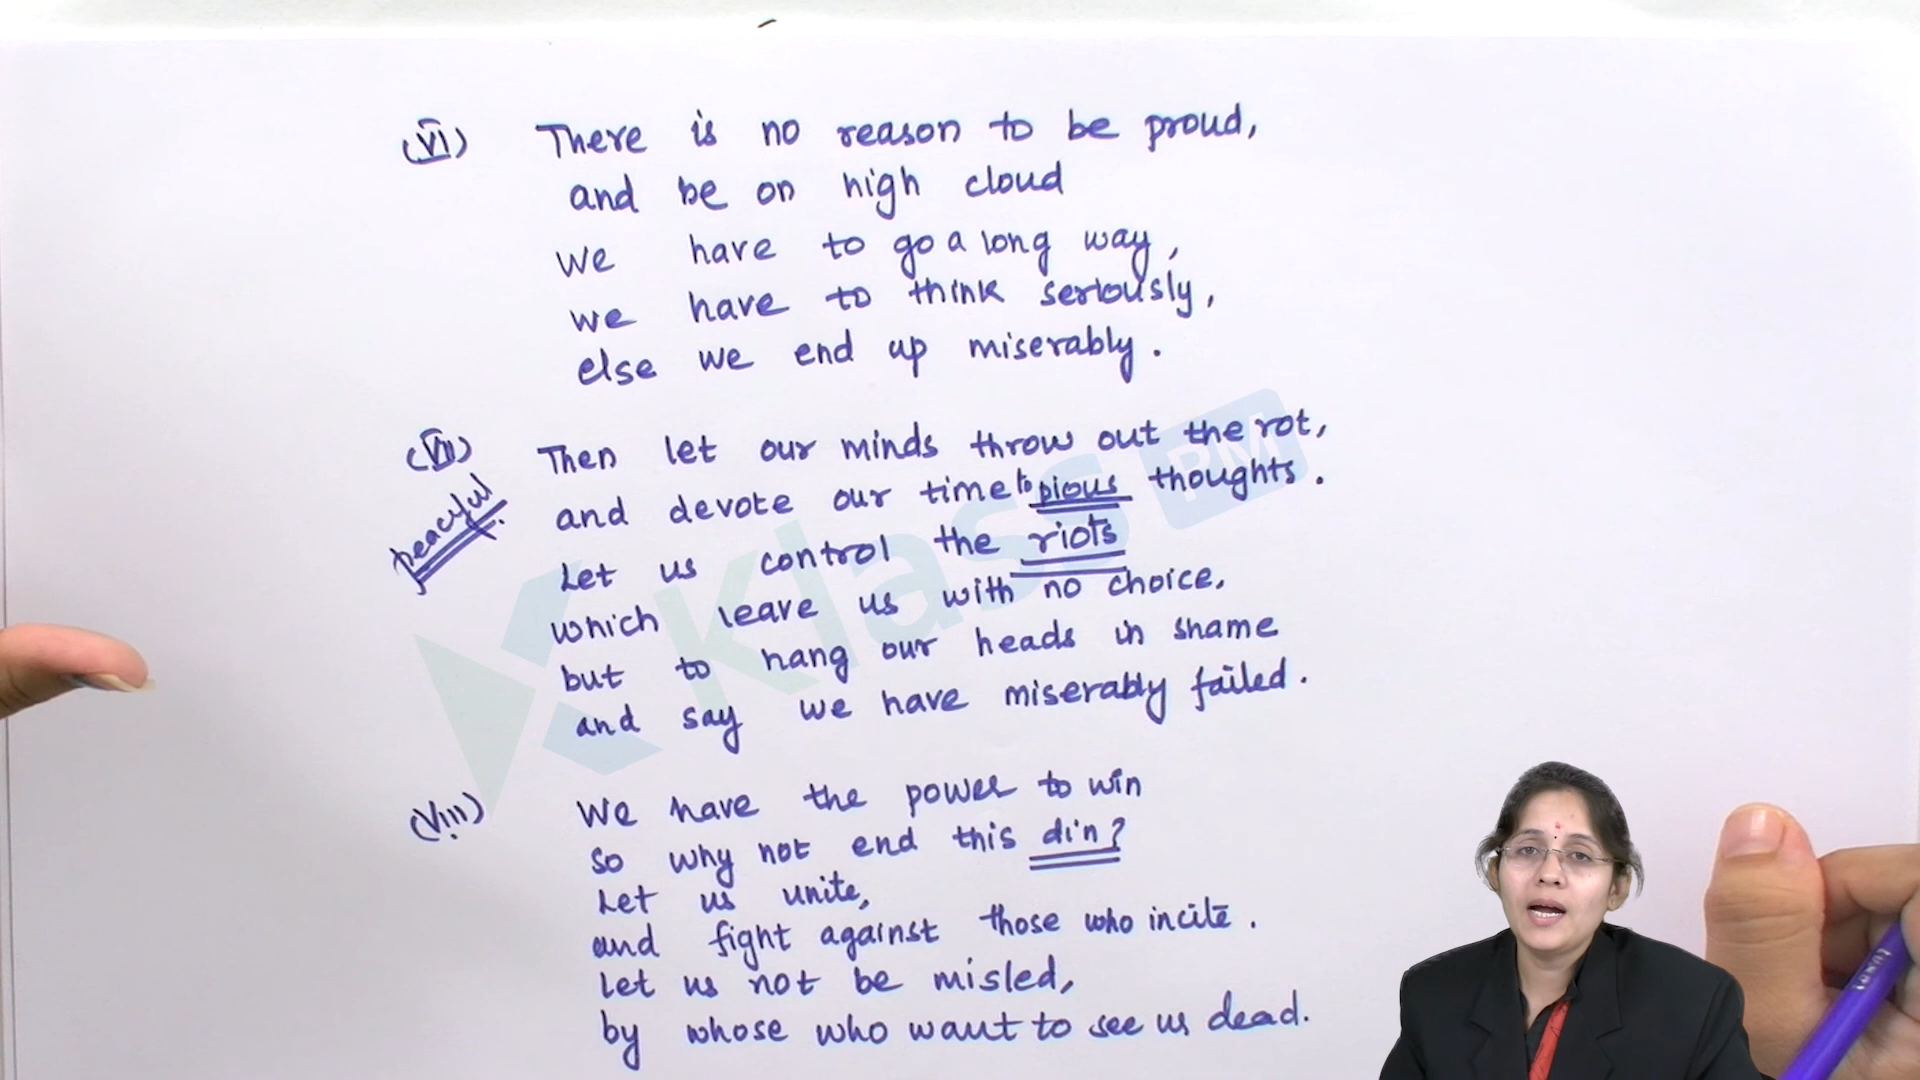 (VI) There is no reason to be proud,
and be on high cloud
we have to go a long way,
we have to think seriously,
else we end up miserably.
(VII) Then let our minds throw out the rot,
peaceful
and devote our time to pious thoughts.
Let us control the riots
which leave us with no choice,
but to hang our heads in shame
and say we have miserably failed.
(VIII) We have the power to win
so why not end this din?
Let us unite,
and fight against those who incite.
Let us not be misled,
by whose who want to see us dead.
Klass PM